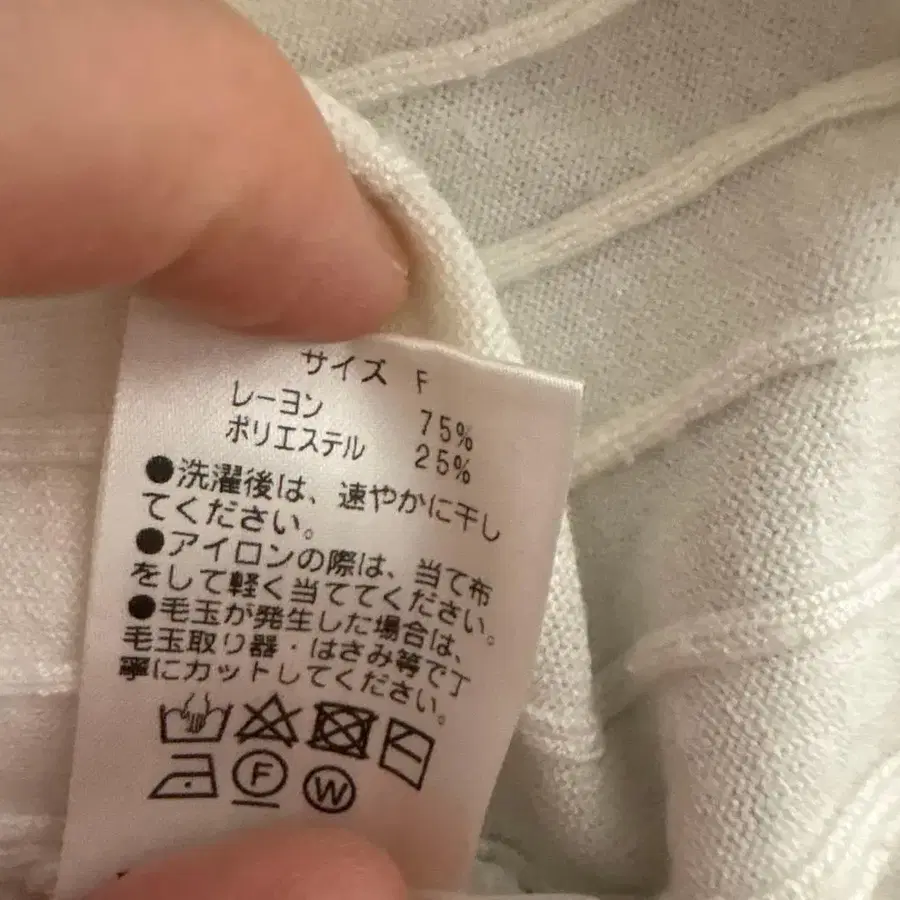 サイズ F
レーヨン 75%
ポリエステル 25%
●洗濯後は、速やかに干し
てください。
●アイロンの際は、当て布
をして軽く当ててください。
●毛玉が発生した場合は、
毛玉取り器・はさみ等で丁
寧にカットしてください。
F W